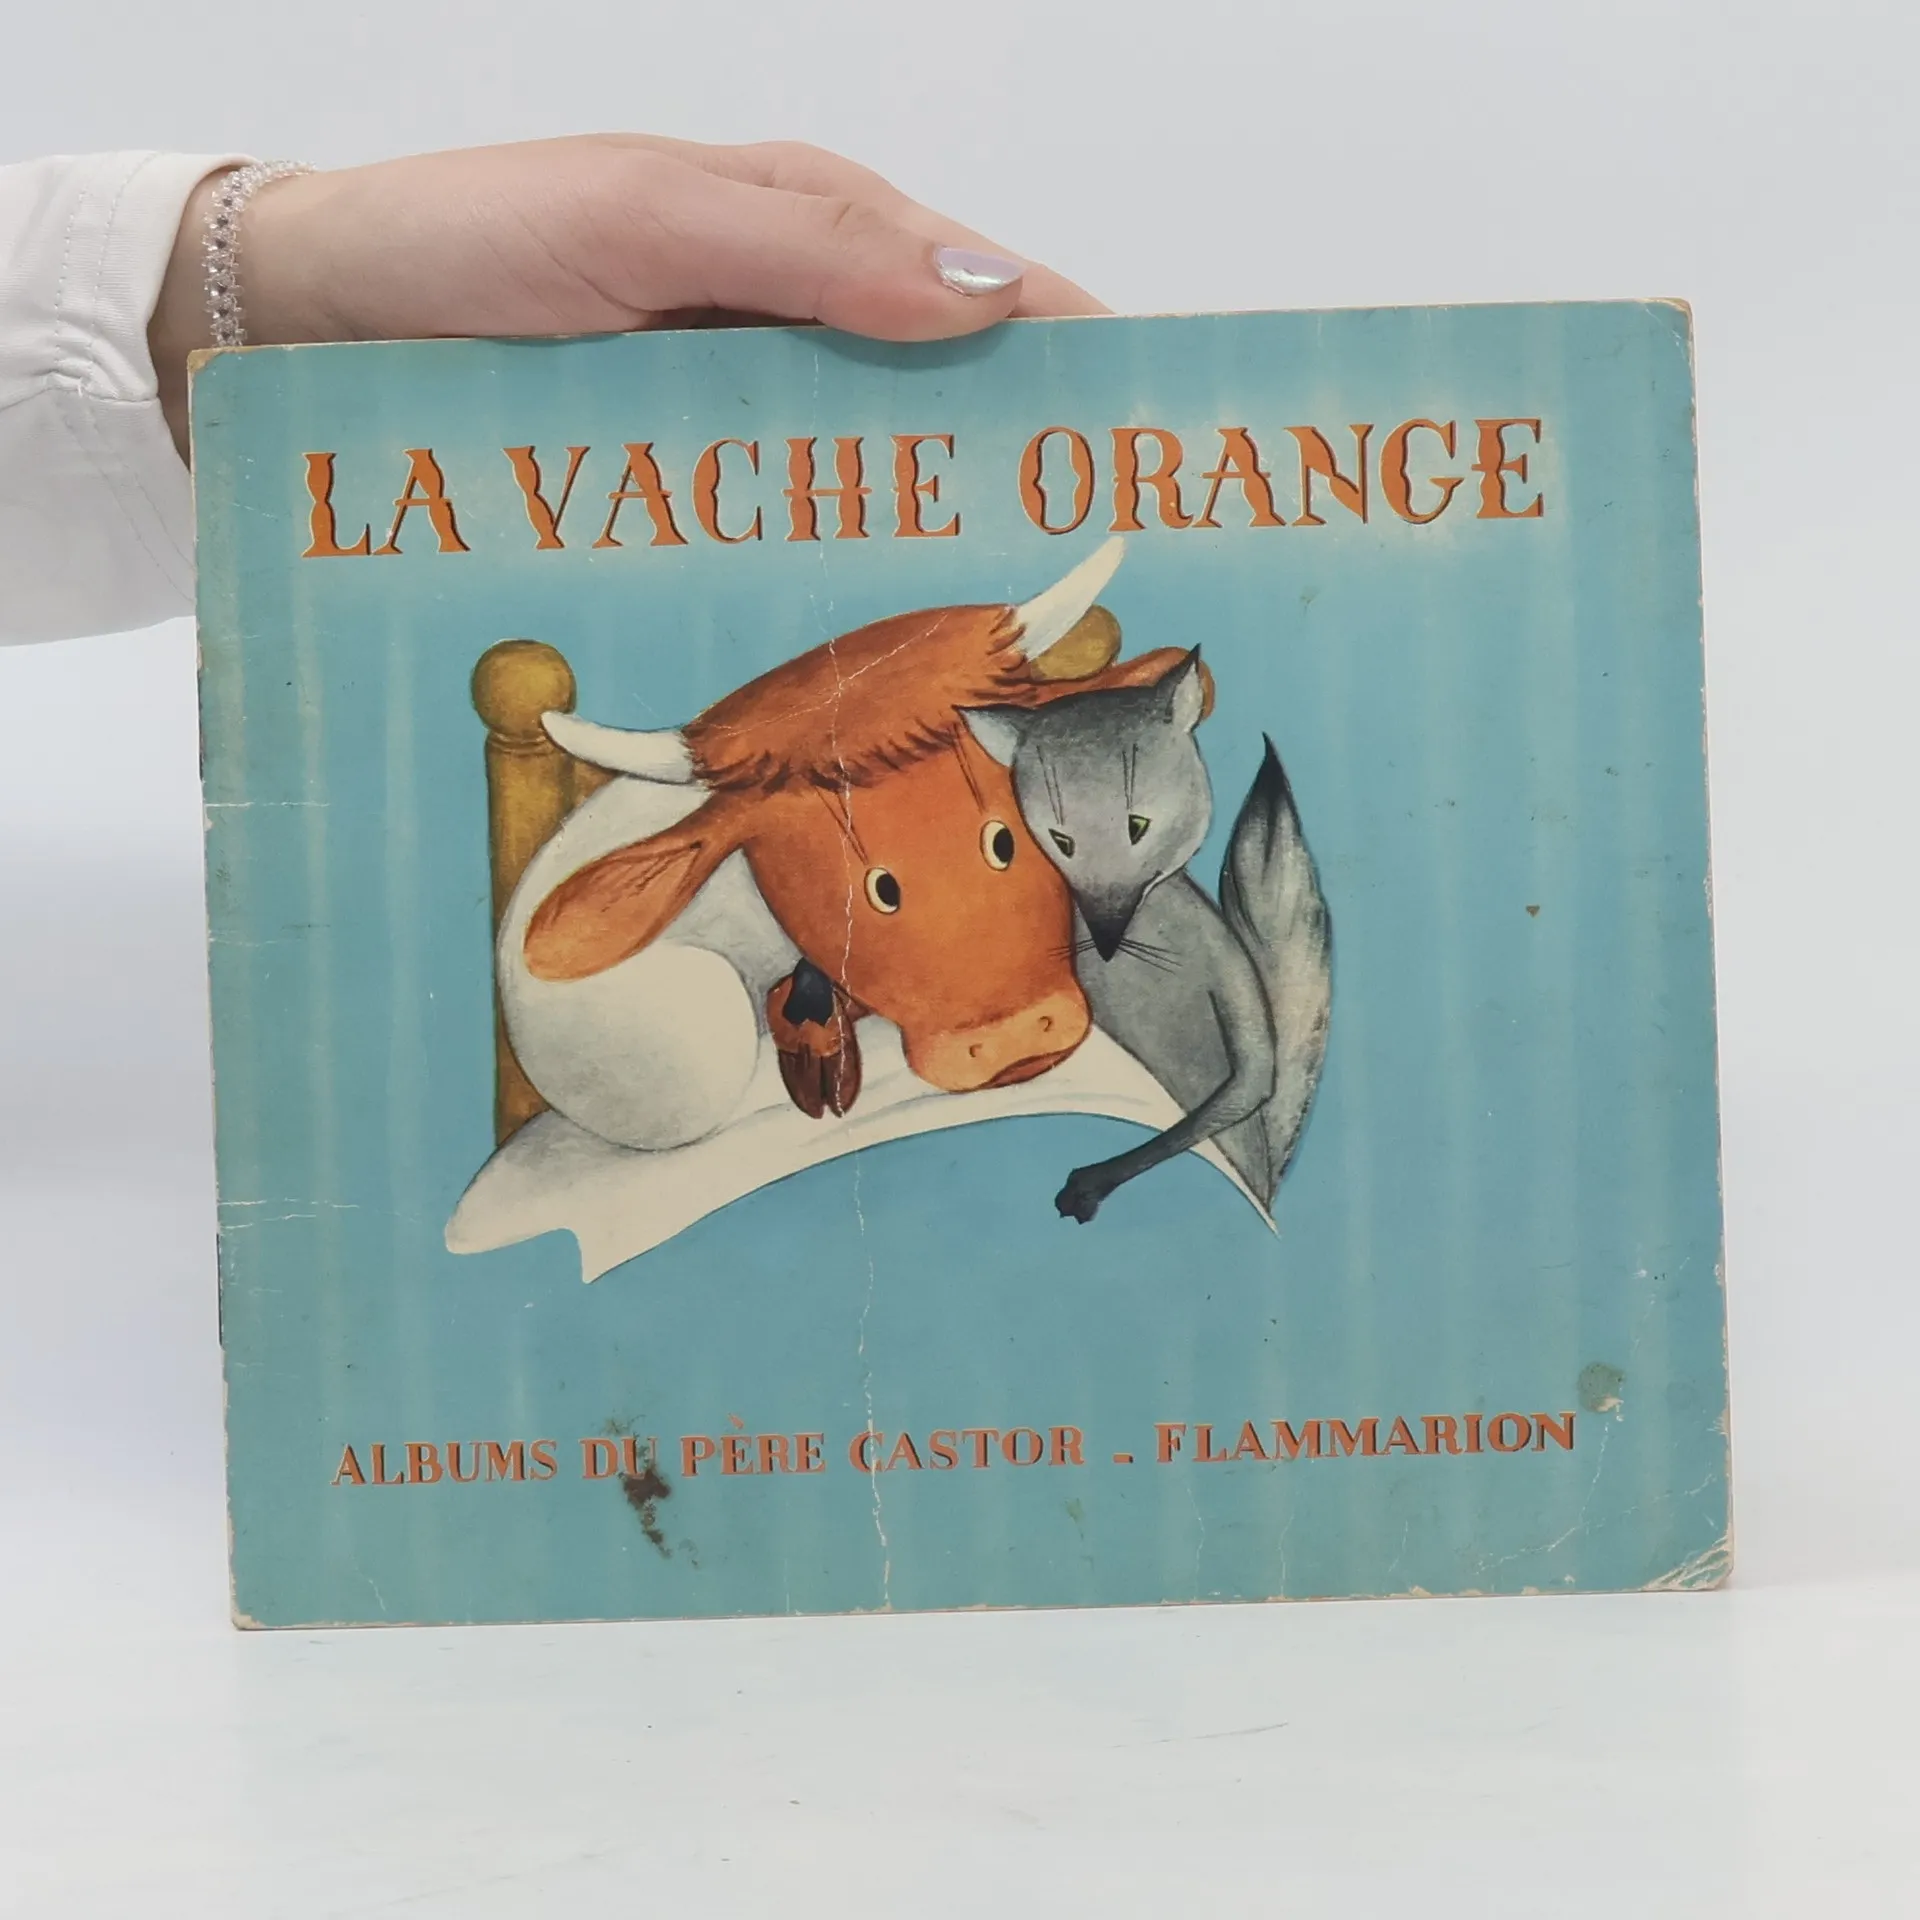 LA VACHE ORANGE
ALBUMS DU PÈRE CASTOR - FLAMMARION